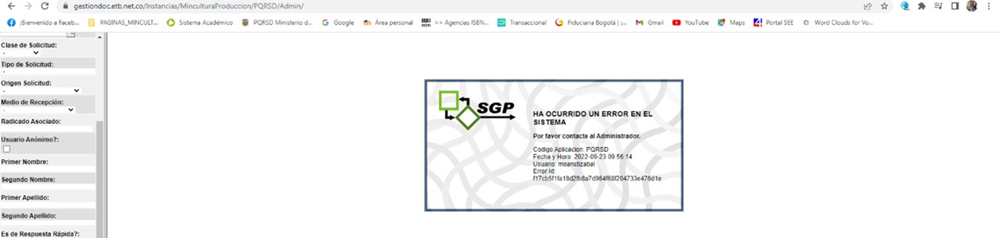 gestiondoc.etb.net.co/Instancias/MinculturaProduccion/PQRSD/Admin/
¡Bienvenido a Faceb... PAGINAS_MINCULT... Sistema Académico PQRSD Ministerio d... Google Área personal >> Agencias ISBN... Transaccional Fiduciaria Bogotá | ;... Gmail YouTube Maps Portal SEE Word Clouds for Vo...
Clase de Solicitud:
-
Tipo de Solicitud:
-
Origen Solicitud:
-
Medio de Recepción:
-
Radicado Asociado:
Usuario Anónimo?:
Primer Nombre:
Segundo Nombre:
Primer Apellido:
Segundo Apellido:
Es de Respuesta Rápida?:
SGP
HA OCURRIDO UN ERROR EN EL
SISTEMA
Por favor contacte al Administrador.
Codigo Aplicacion: PQRSD
Fecha y Hora: 2022-09-23 09:56:14
Usuario: moaristizabal
Error Id:
f17cb5f1fa18d2fb8a7d964f68f204733e476d1e